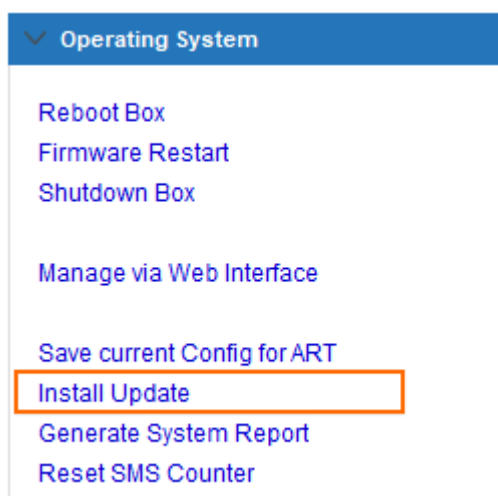 Operating System
Reboot Box
Firmware Restart
Shutdown Box
Manage via Web Interface
Save current Config for ART
Install Update
Generate System Report
Reset SMS Counter